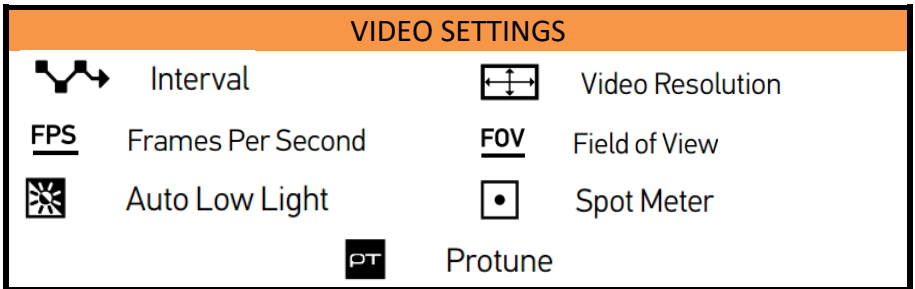 VIDEO SETTINGS
Interval
Video Resolution
FPS Frames Per Second
FOV Field of View
Auto Low Light
Spot Meter
PT Protune